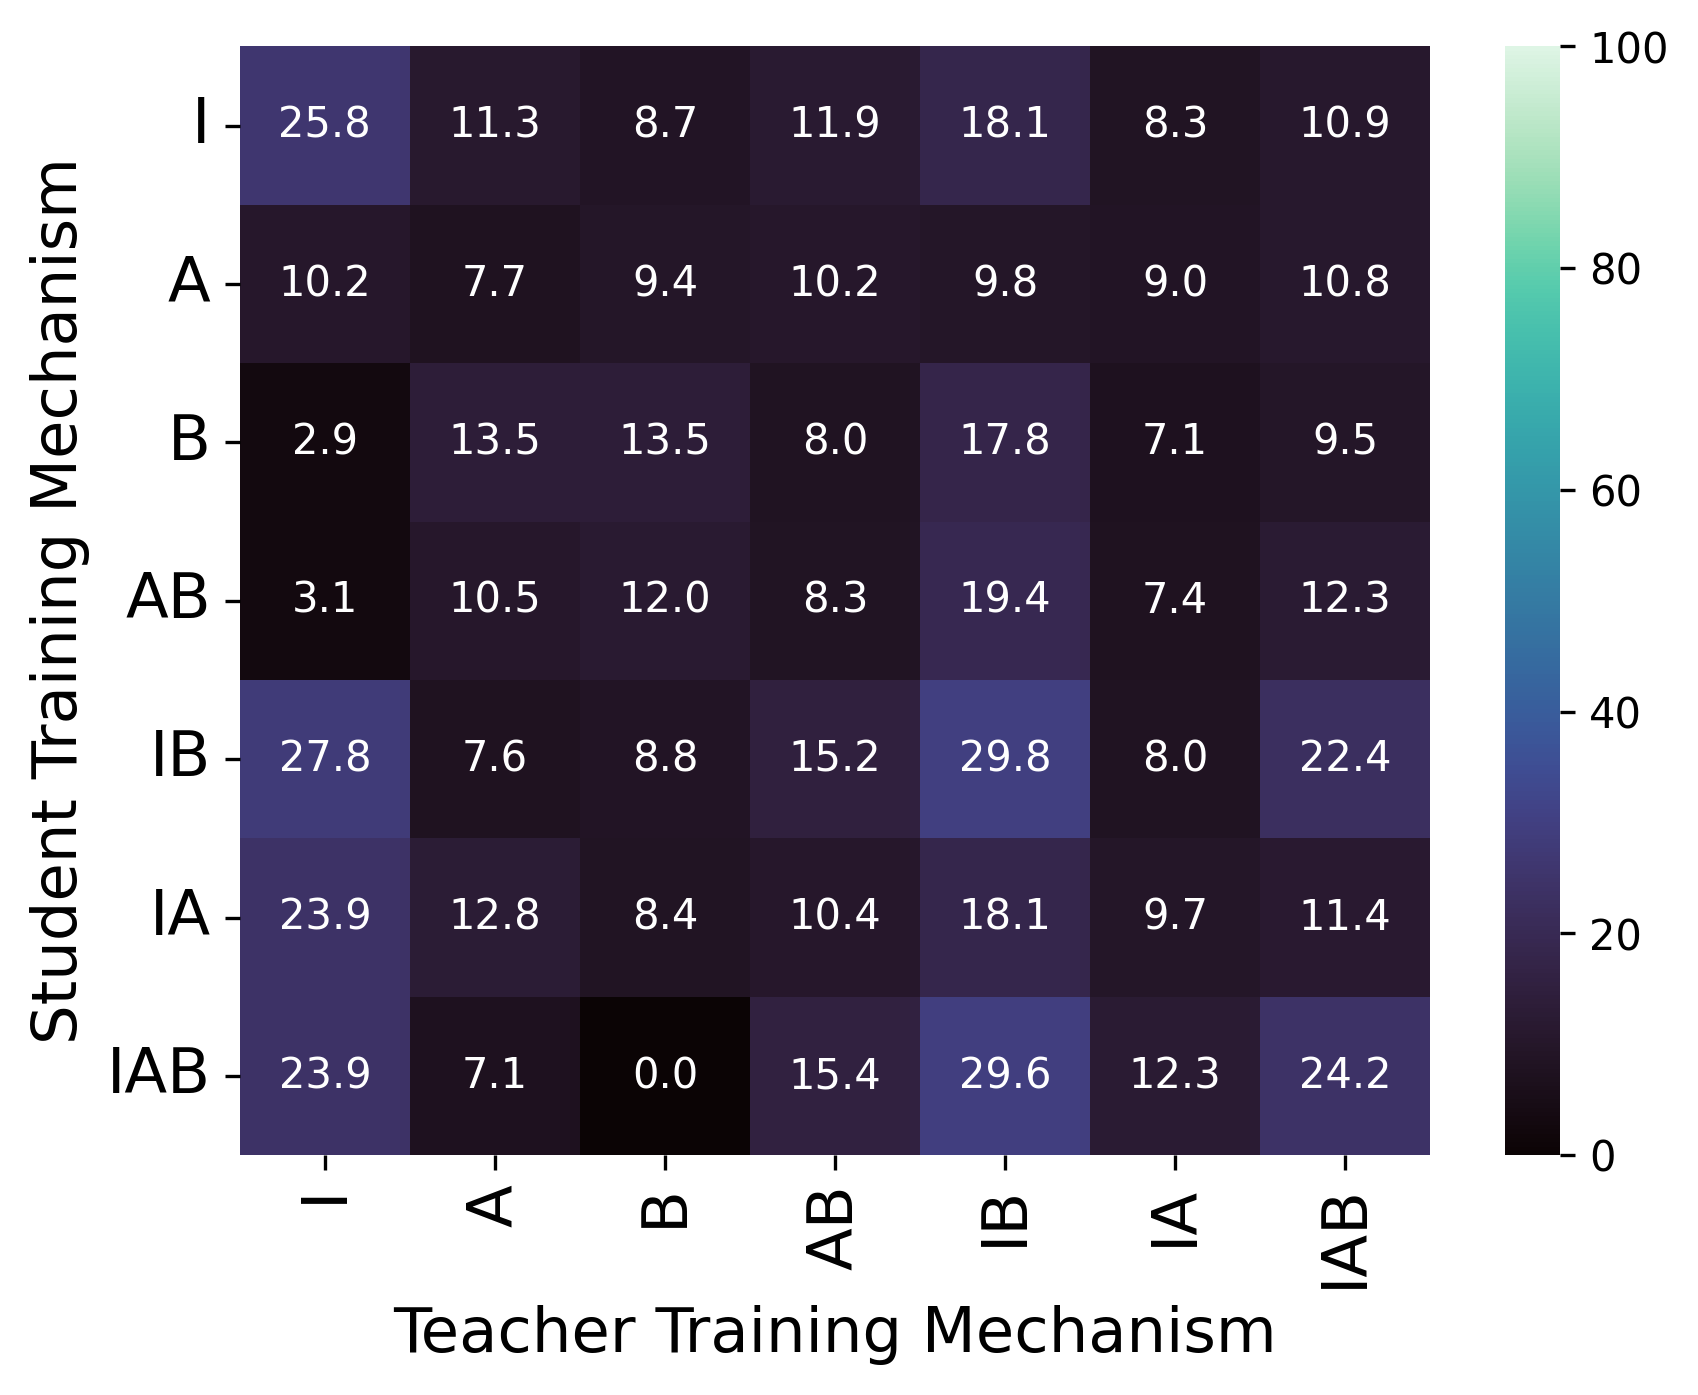 Student Training Mechanism
I 25.8 11.3 8.7 11.9 18.1 8.3 10.9
A 10.2 7.7 9.4 10.2 9.8 9.0 10.8
B 2.9 13.5 13.5 8.0 17.8 7.1 9.5
AB 3.1 10.5 12.0 8.3 19.4 7.4 12.3
IB 27.8 7.6 8.8 15.2 29.8 8.0 22.4
IA 23.9 12.8 8.4 10.4 18.1 9.7 11.4
IAB 23.9 7.1 0.0 15.4 29.6 12.3 24.2
I A B AB IB IA IAB
Teacher Training Mechanism
100
80
60
40
20
0